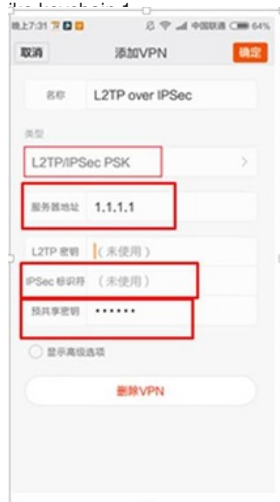 ike keychain 1
晚上7:31 中国联通 64%
取消 添加VPN 确定
名称 L2TP over IPSec
类型
L2TP/IPSec PSK
服务器地址 1.1.1.1
L2TP 密钥 (未使用)
IPSec 标识符 (未使用)
预共享密钥 ••••••
显示高级选项
删除VPN